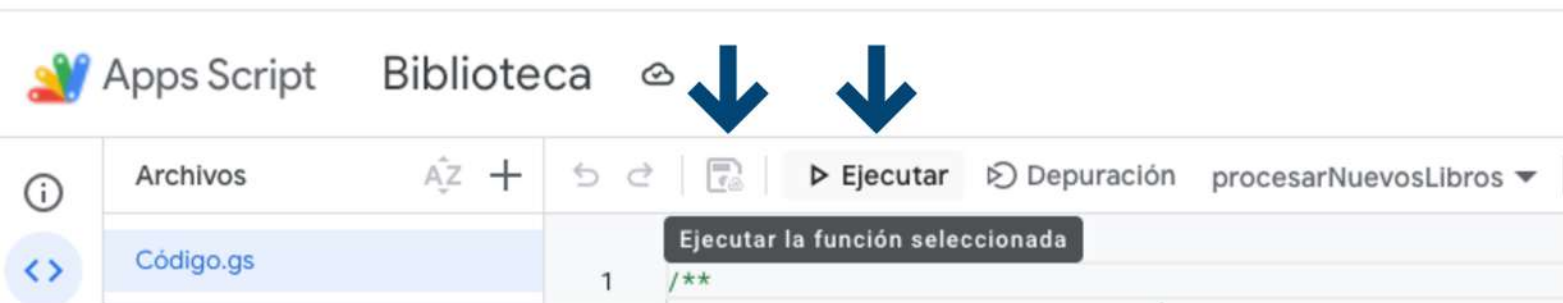 Apps Script Biblioteca
Archivos AZ Ejecutar Depuración procesarNuevosLibros
Ejecutar la función seleccionada
Código.gs
1 /**